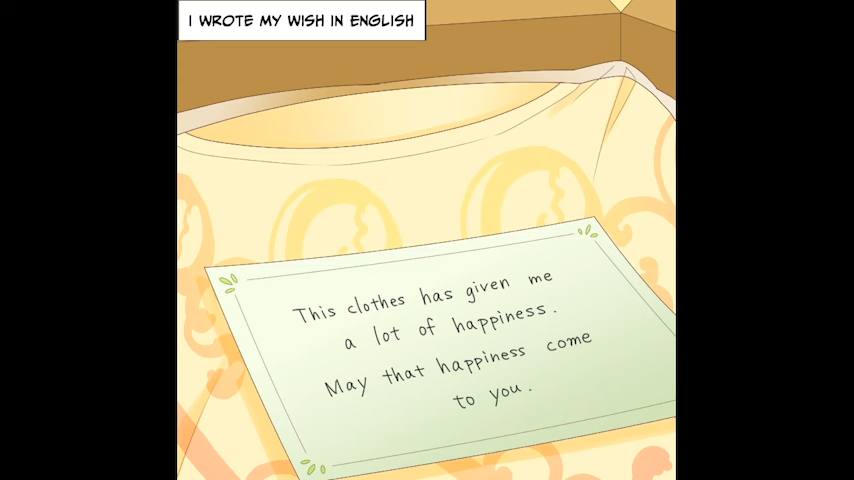 I WROTE MY WISH IN ENGLISH
This clothes has given me
a lot of happiness.
May that happiness come
to you.